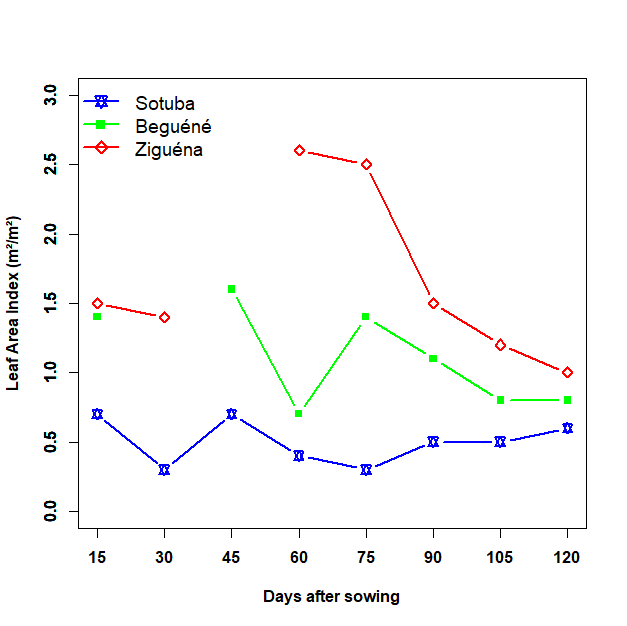 Sotuba
Beguéné
Ziguéna
Leaf Area Index (m²/m²)
3.0
2.5
2.0
1.5
1.0
0.5
0.0
15 30 45 60 75 90 105 120
Days after sowing